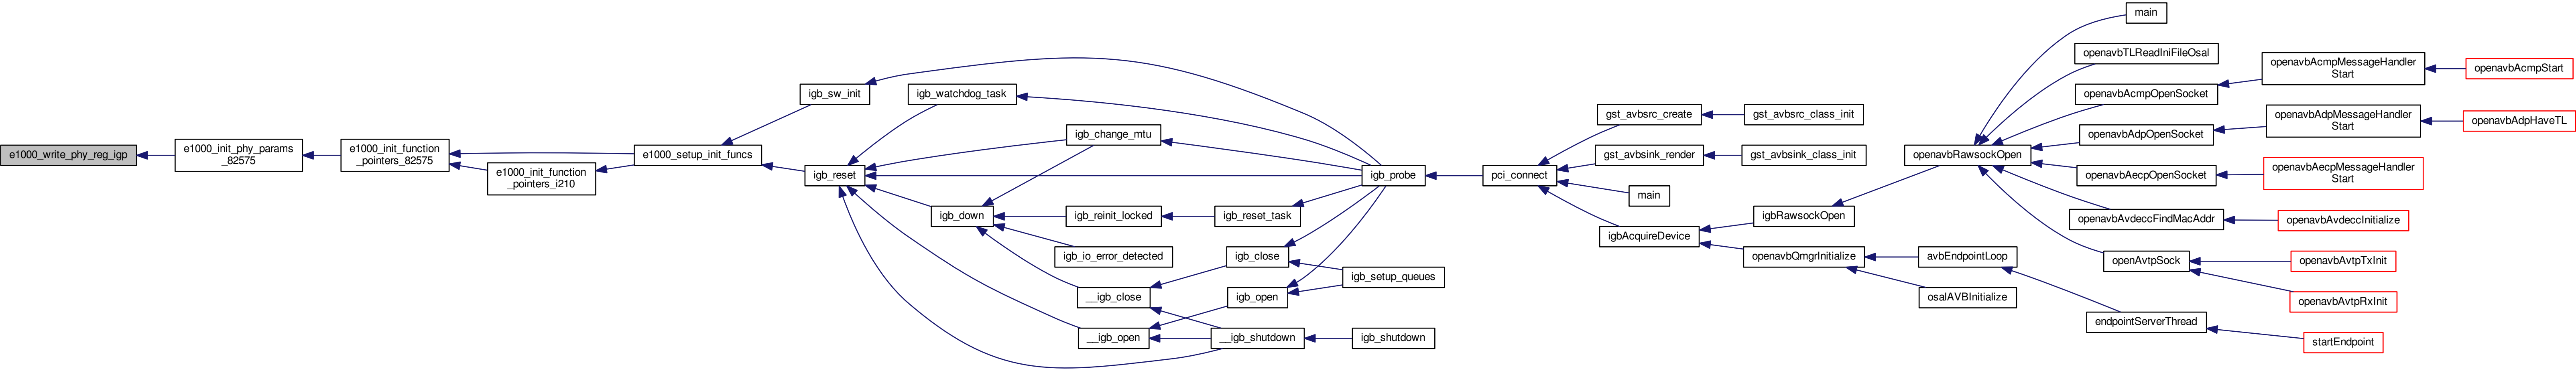 e1000_write_phy_reg_igp
e1000_init_phy_params
_82575
e1000_init_function
_pointers_82575
e1000_init_function
_pointers_i210
e1000_setup_init_funcs
igb_sw_init
igb_reset
igb_watchdog_task
igb_change_mtu
igb_down
igb_reinit_locked
igb_reset_task
igb_io_error_detected
__igb_close
__igb_open
igb_close
igb_open
__igb_shutdown
igb_probe
igb_setup_queues
igb_shutdown
pci_connect
gst_avbsrc_create
gst_avbsrc_class_init
gst_avbsink_render
gst_avbsink_class_init
main
igbAcquireDevice
igbRawsockOpen
openavbQmgrInitialize
avbEndpointLoop
osalAVBInitialize
openavbRawsockOpen
main
openavbTLReadIniFileOsal
openavbAcmpOpenSocket
openavbAcmpMessageHandler
Start
openavbAcmpStart
openavbAdpOpenSocket
openavbAdpMessageHandler
Start
openavbAdpHaveTL
openavbAecpOpenSocket
openavbAecpMessageHandler
Start
openavbAvdeccFindMacAddr
openavbAvdeccInitialize
openAvtpSock
openavbAvtpTxInit
openavbAvtpRxInit
endpointServerThread
startEndpoint